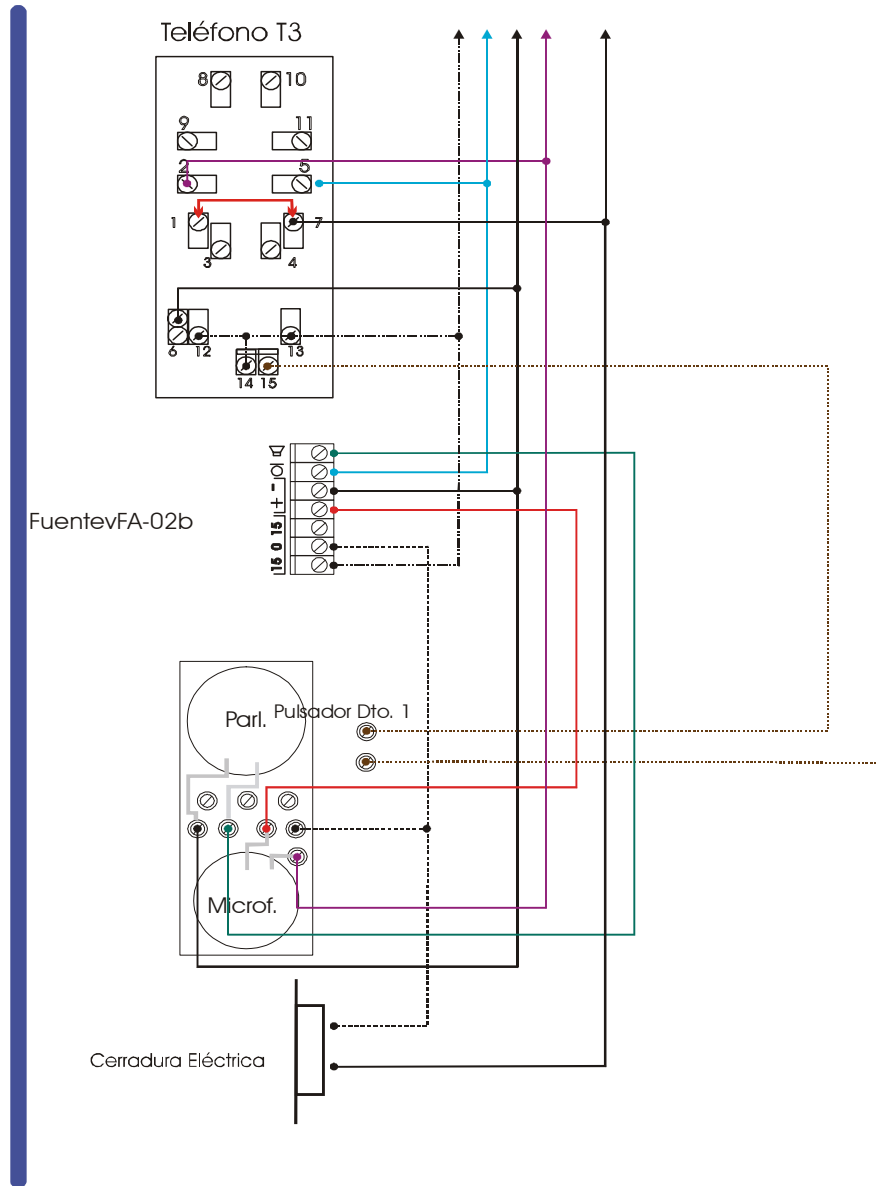 Teléfono T3
8 10
9 11
2 5
1 7
3 4
6 12 13
14 15
FuentevFA-02b
+ -
15 0 15
Parl.
Pulsador Dto. 1
Microf.
Cerradura Eléctrica